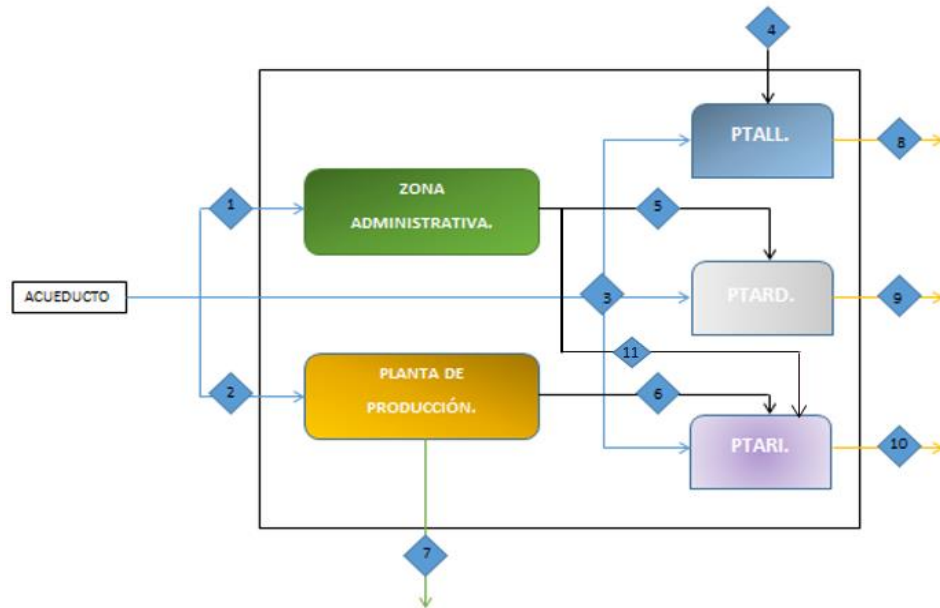 4
PTALL.
8
ZONA
ADMINISTRATIVA.
1
5
ACUEDUCTO
3
PTARD.
9
11
PLANTA DE
PRODUCCIÓN.
2
6
PTARI.
10
7